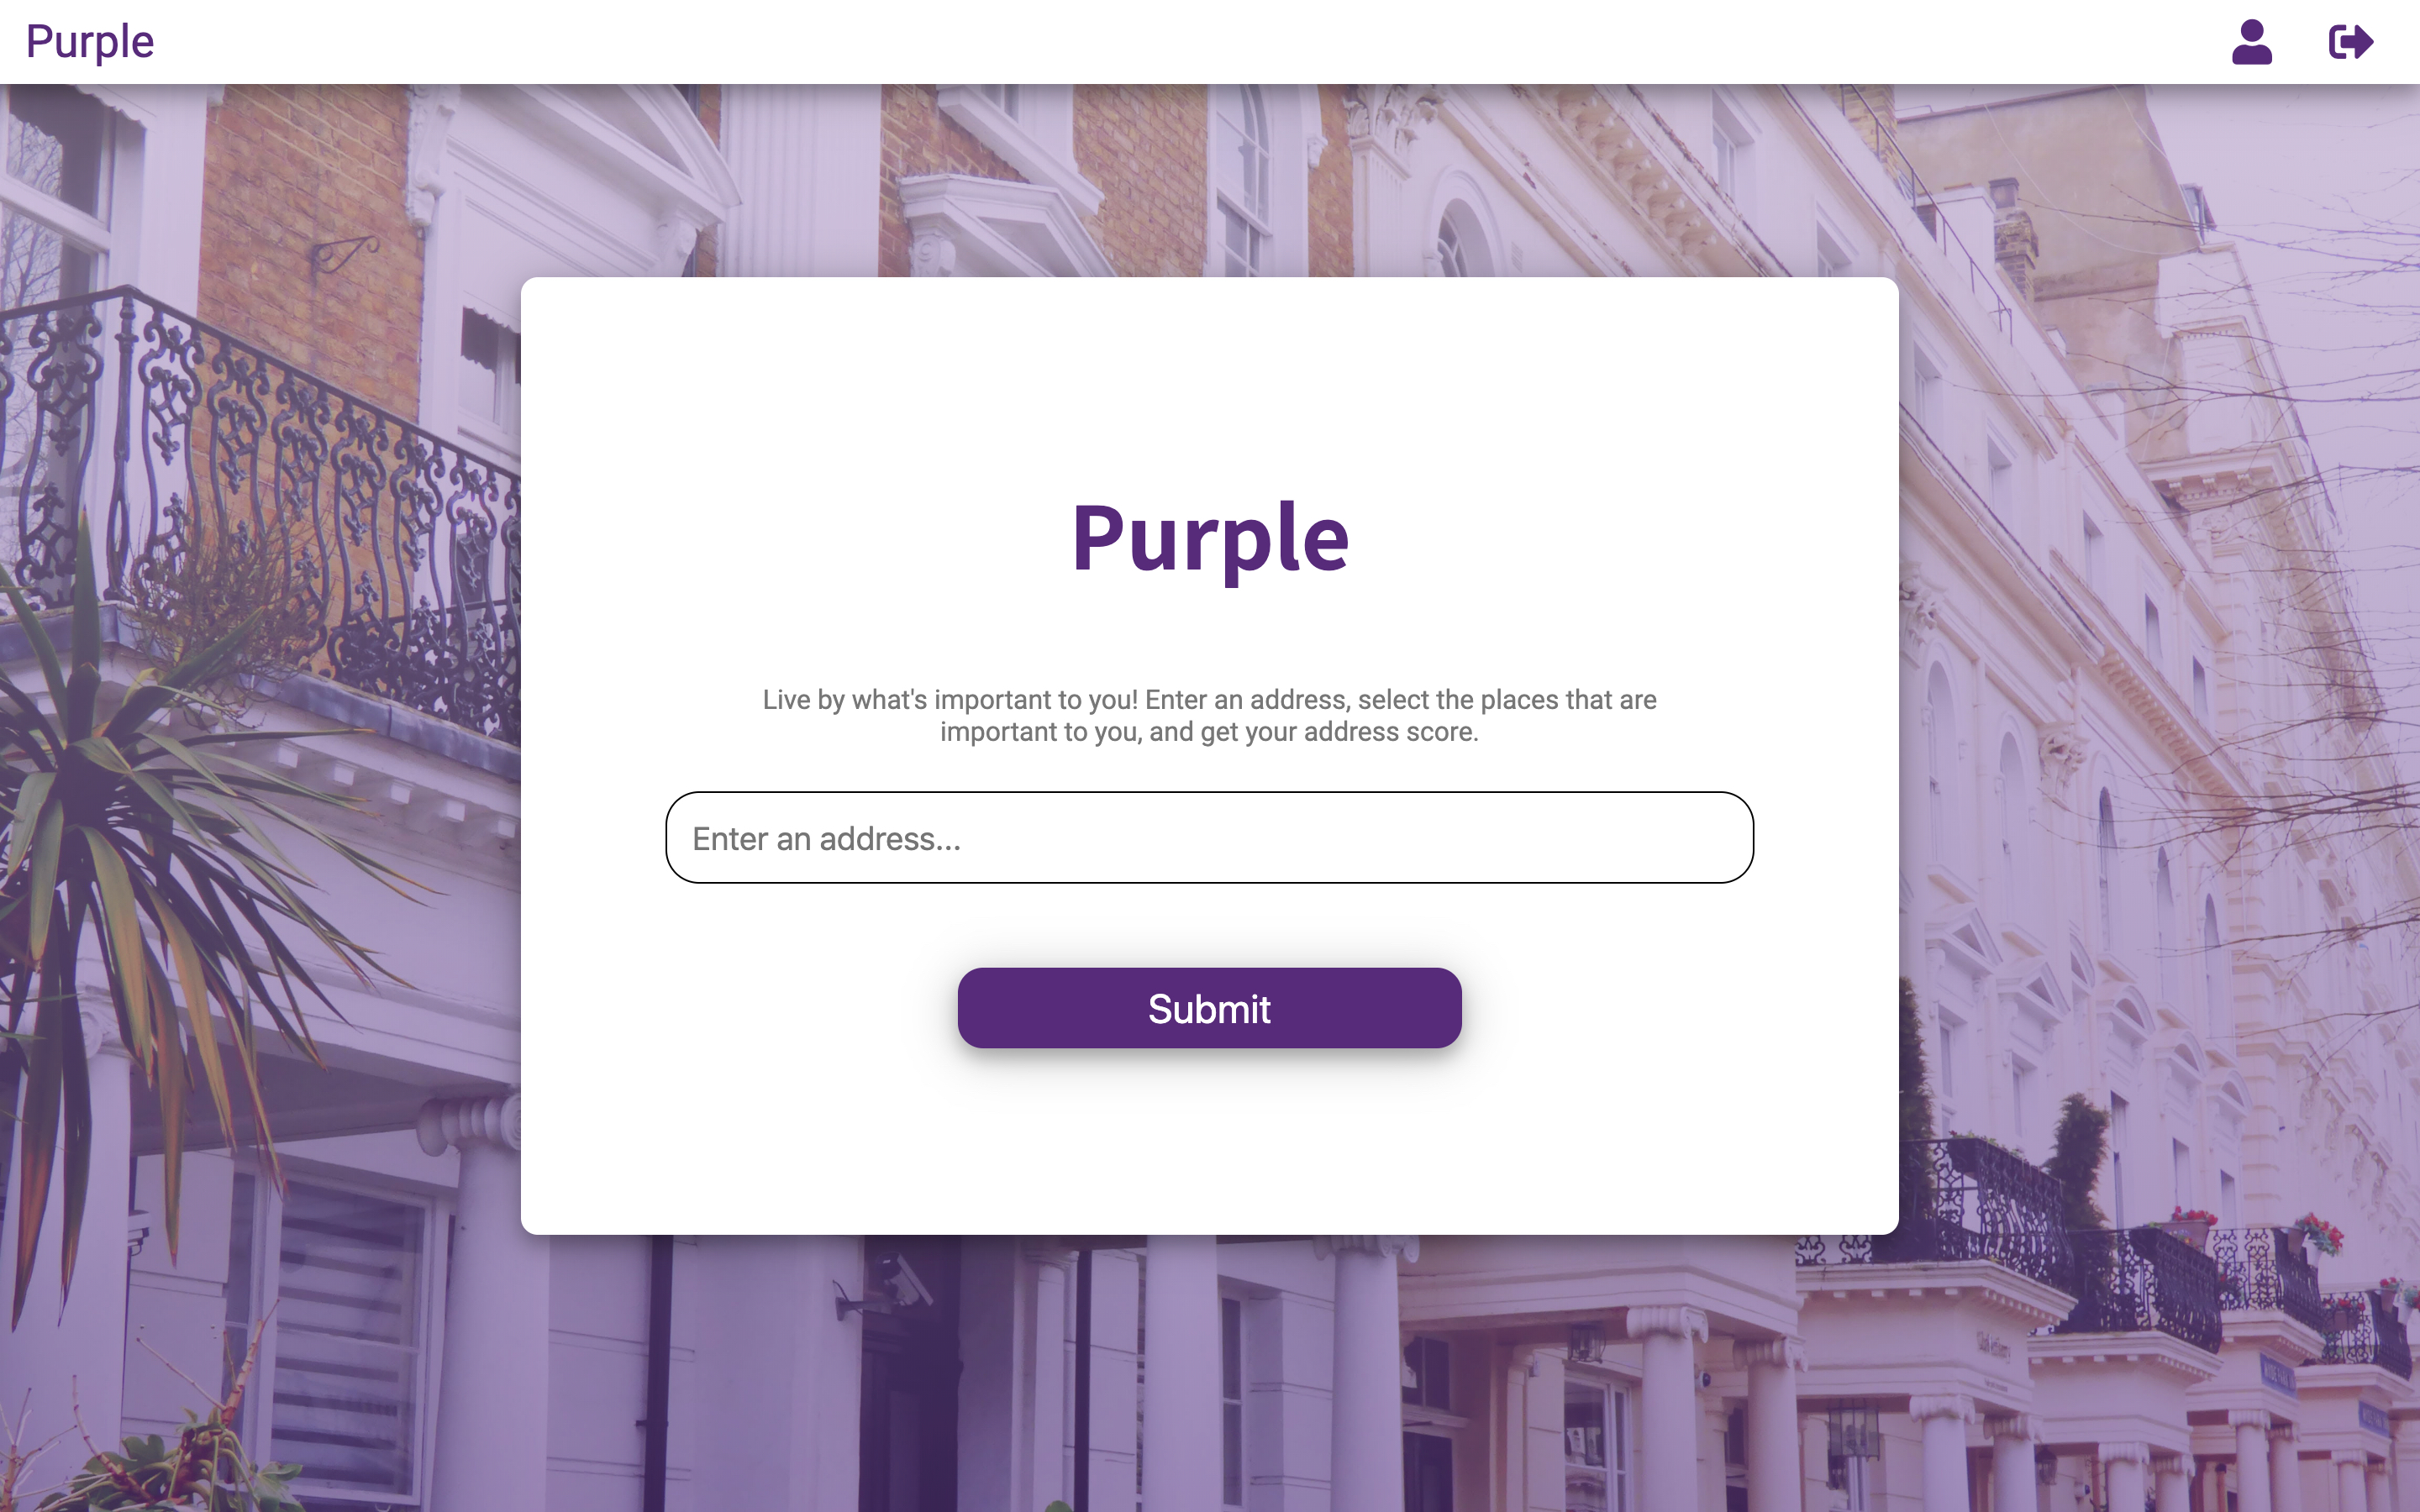 Purple
Purple
Live by what's important to you! Enter an address, select the places that are
important to you, and get your address score.
Enter an address...
Submit